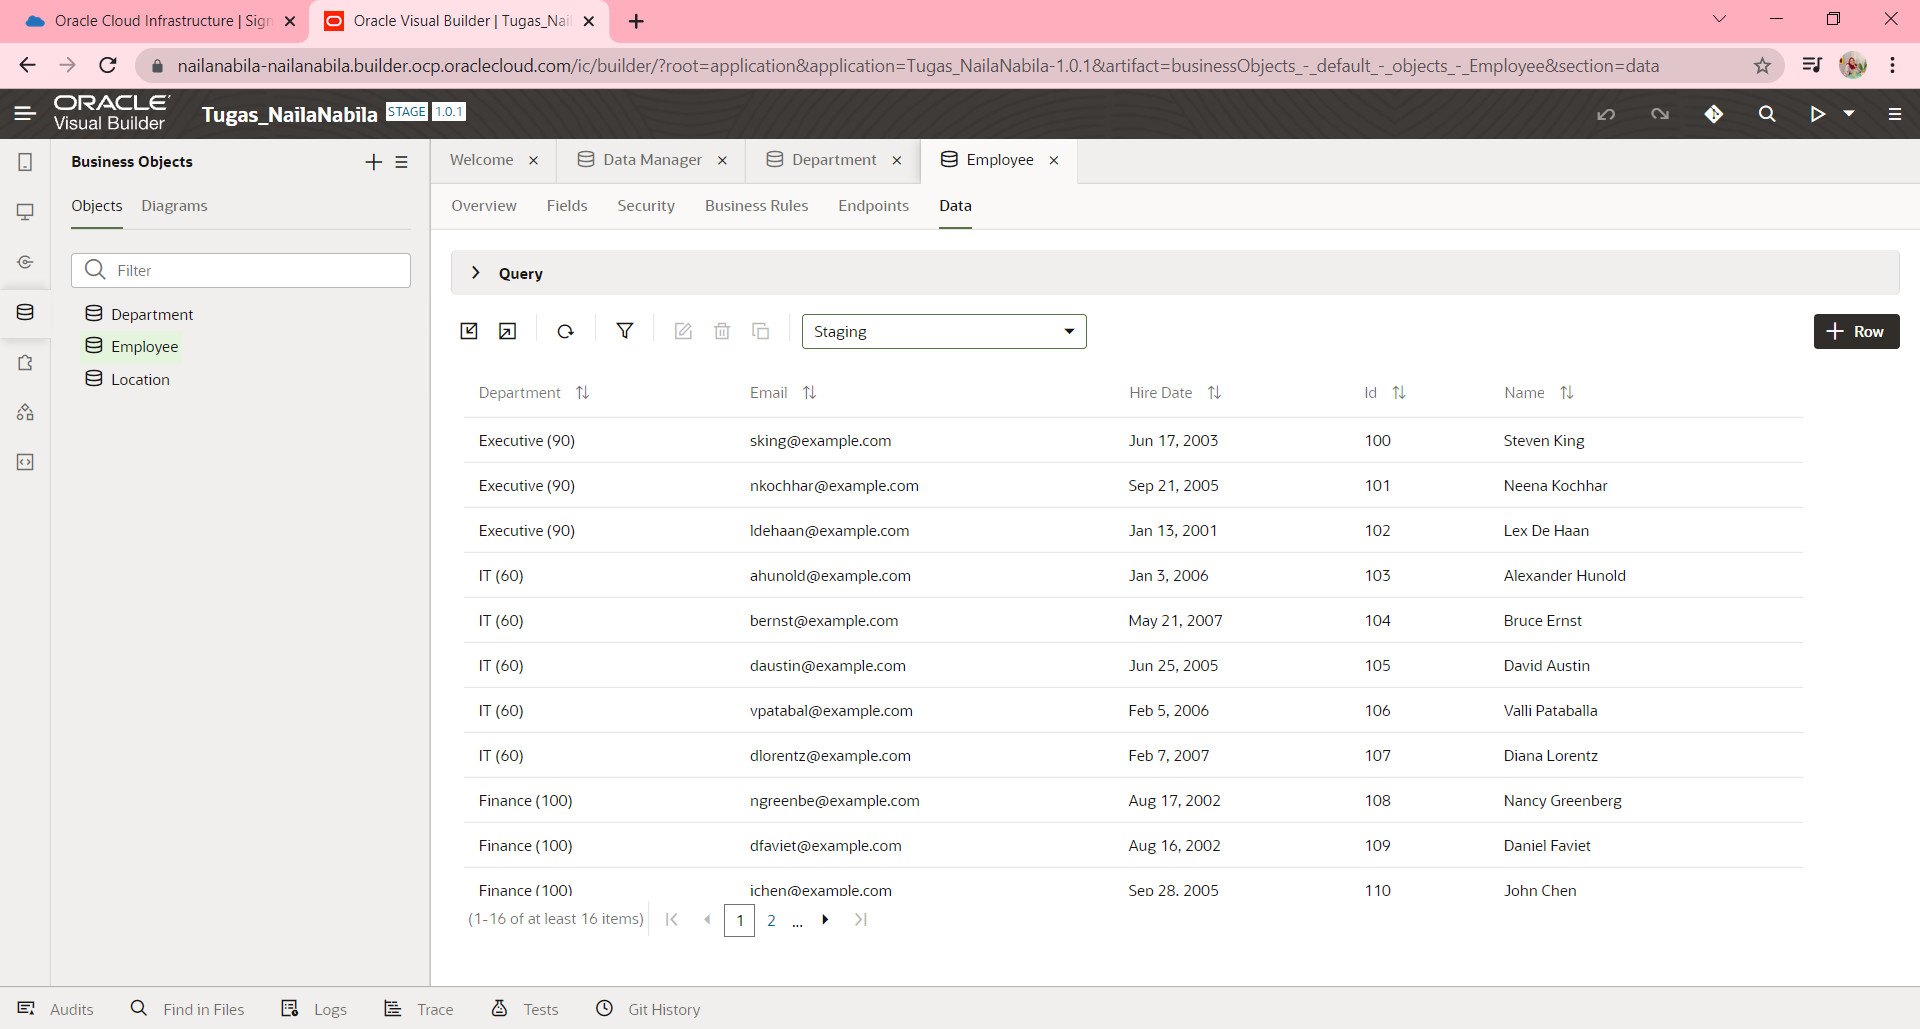 Oracle Cloud Infrastructure | Sign
Oracle Visual Builder | Tugas_Nail
nailanabila-nailanabila.builder.ocp.oraclecloud.com/ic/builder/?root=application&application=Tugas_NailaNabila-1.0.1&artifact=businessObjects_-_default_-_objects_-_Employee&section=data
ORACLE
Visual Builder
Tugas_NailaNabila STAGE 1.0.1
Business Objects
Welcome Data Manager Department Employee
Objects Diagrams
Overview Fields Security Business Rules Endpoints Data
Filter
Query
Department
Employee
Location
Staging
Row
Department Email Hire Date Id Name
Executive (90) sking@example.com Jun 17, 2003 100 Steven King
Executive (90) nkochhar@example.com Sep 21, 2005 101 Neena Kochhar
Executive (90) ldehaan@example.com Jan 13, 2001 102 Lex De Haan
IT (60) ahunold@example.com Jan 3, 2006 103 Alexander Hunold
IT (60) bernst@example.com May 21, 2007 104 Bruce Ernst
IT (60) daustin@example.com Jun 25, 2005 105 David Austin
IT (60) vpatabal@example.com Feb 5, 2006 106 Valli Pataballa
IT (60) dlorentz@example.com Feb 7, 2007 107 Diana Lorentz
Finance (100) ngreenbe@example.com Aug 17, 2002 108 Nancy Greenberg
Finance (100) dfaviet@example.com Aug 16, 2002 109 Daniel Faviet
Finance (100) jchen@example.com Sep 28, 2005 110 John Chen
(1-16 of at least 16 items) 1 2 ...
Audits Find in Files Logs Trace Tests Git History